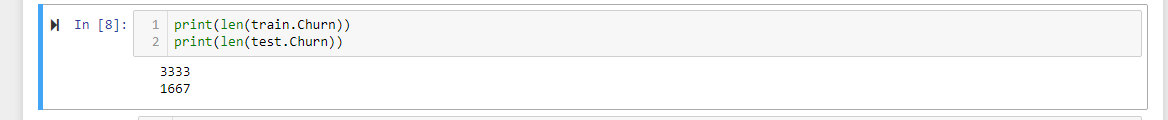 In [8]:
1 print(len(train.Churn))
2 print(len(test.Churn))
3333
1667